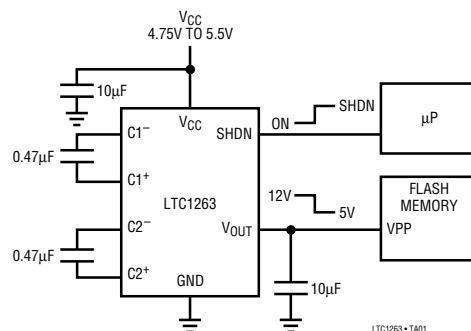 VCC
4.75V TO 5.5V
10µF
VCC
SHDN
ON
SHDN
µP
C1–
0.47µF
C1+
LTC1263
12V
5V
FLASH
MEMORY
VPP
C2–
VOUT
0.47µF
C2+
GND
10µF
LTC1263 • TA01